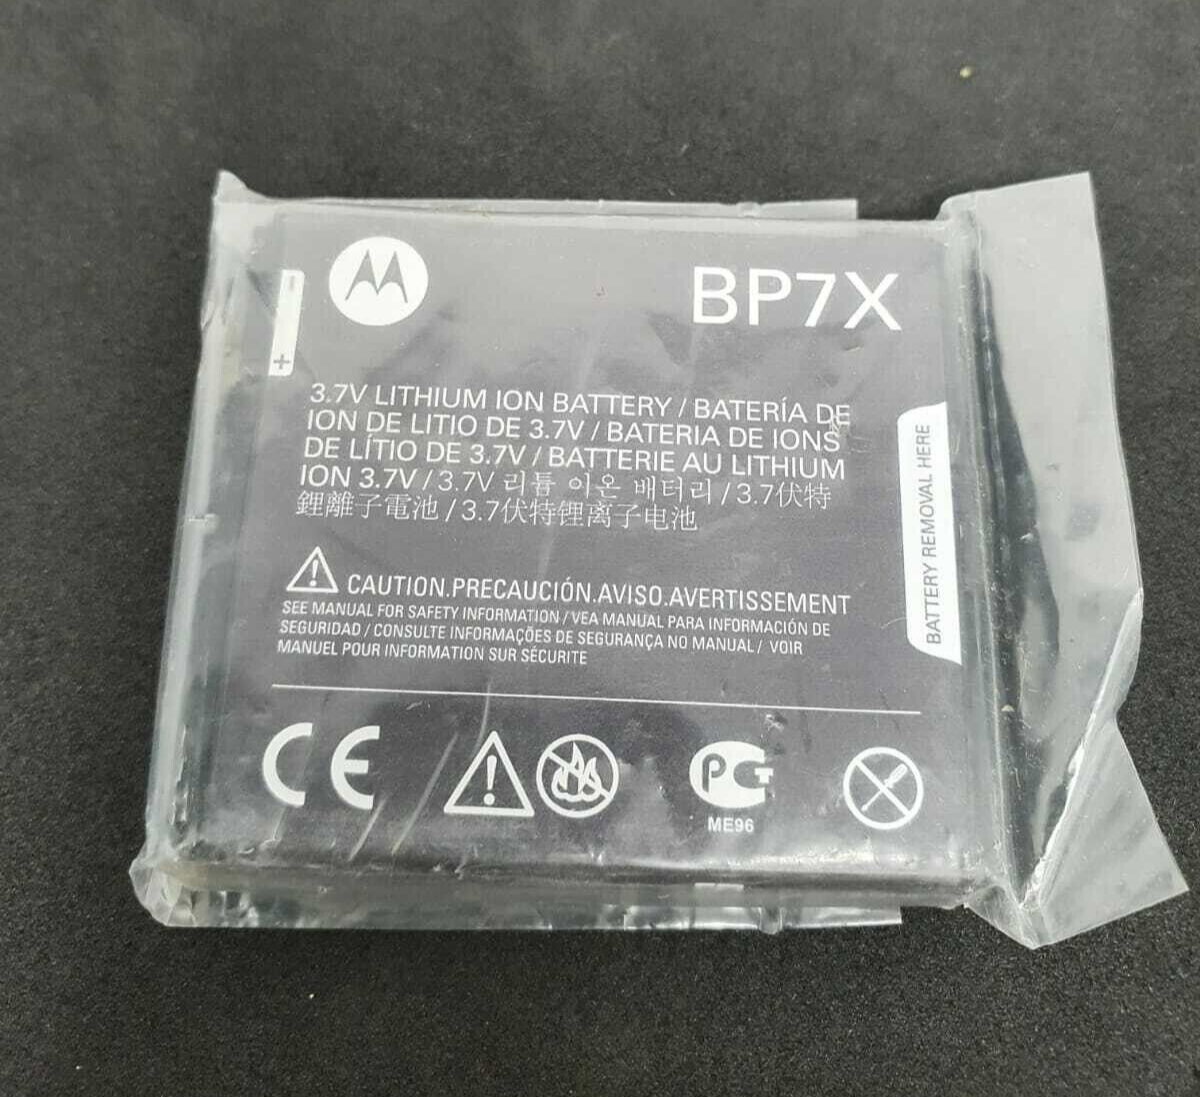 BP7X
- +
3.7V LITHIUM ION BATTERY / BATERÍA DE
ION DE LITIO DE 3.7V / BATERIA DE IONS
DE LÍTIO DE 3.7V / BATTERIE AU LITHIUM
ION 3.7V / 3.7V 리튬 이온 배터리 / 3.7伏特
鋰離子電池 / 3.7伏特锂离子电池
BATTERY REMOVAL HERE
CAUTION.PRECAUCIÓN.AVISO.AVERTISSEMENT
SEE MANUAL FOR SAFETY INFORMATION / VEA MANUAL PARA INFORMACIÓN DE
SEGURIDAD / CONSULTE INFORMAÇÕES DE SEGURANÇA NO MANUAL / VOIR
MANUEL POUR INFORMATION SUR SÉCURITE
CE
PCT
ME96